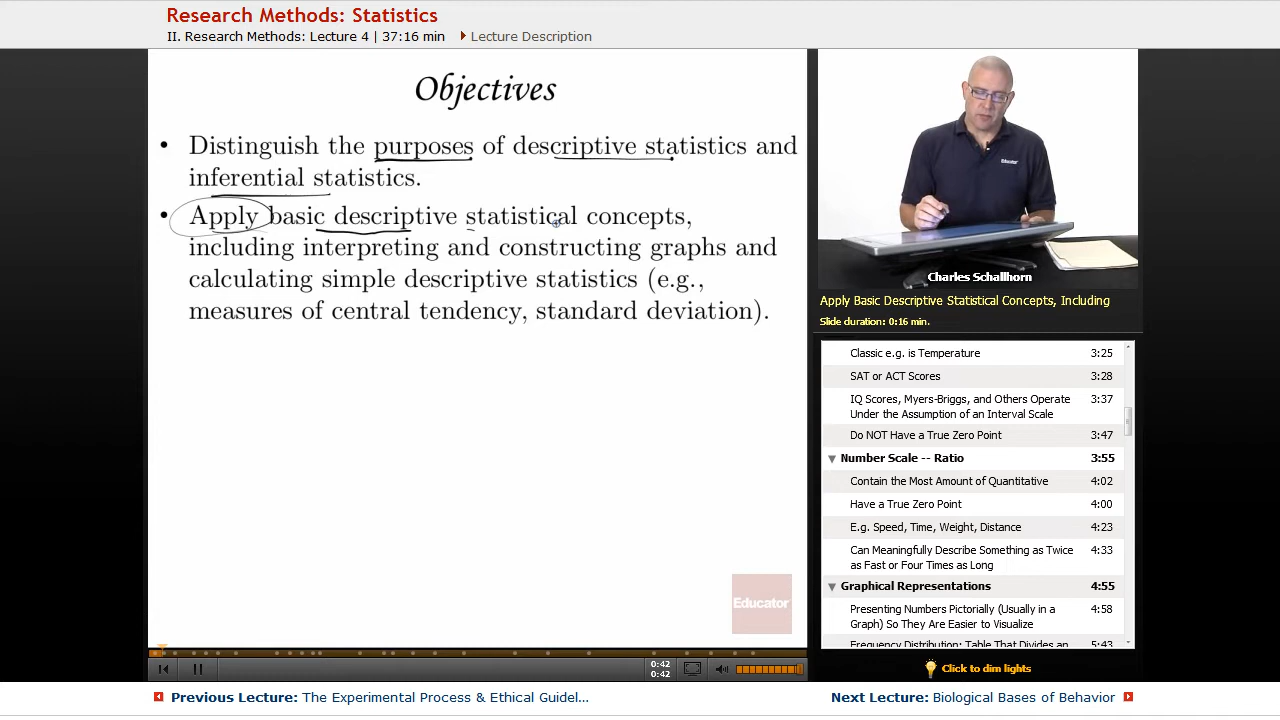 Research Methods: Statistics
II. Research Methods: Lecture 4 | 37:16 min Lecture Description
Objectives
• Distinguish the purposes of descriptive statistics and
inferential statistics.
• Apply basic descriptive statistical concepts,
including interpreting and constructing graphs and
calculating simple descriptive statistics (e.g.,
measures of central tendency, standard deviation).
Educator
Educator
Charles Schallhorn
Apply Basic Descriptive Statistical Concepts, Including
Slide duration: 0:16 min.
Classic e.g. is Temperature 3:25
SAT or ACT Scores 3:28
IQ Scores, Myers-Briggs, and Others Operate 3:37
Under the Assumption of an Interval Scale
Do NOT Have a True Zero Point 3:47
Number Scale -- Ratio 3:55
Contain the Most Amount of Quantitative 4:02
Have a True Zero Point 4:00
E.g. Speed, Time, Weight, Distance 4:23
Can Meaningfully Describe Something as Twice 4:33
as Fast or Four Times as Long
Graphical Representations 4:55
Presenting Numbers Pictorially (Usually in a 4:58
Graph) So They Are Easier to Visualize
Frequency Distribution: Table That Divides an 5:43
0:42
0:42
Click to dim lights
Previous Lecture: The Experimental Process & Ethical Guidel...
Next Lecture: Biological Bases of Behavior